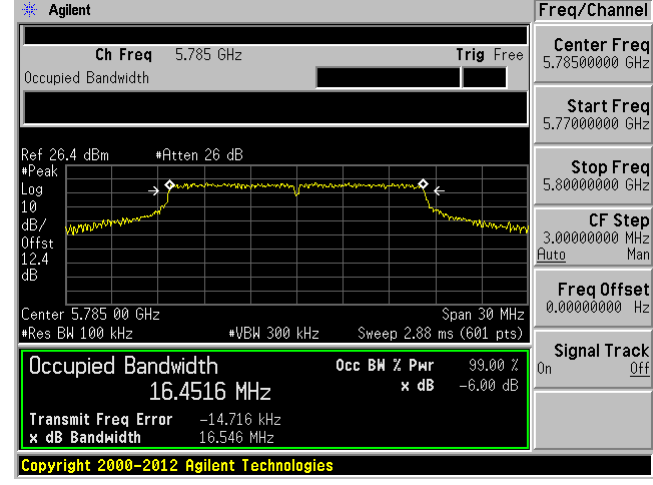 Agilent
Freq/Channel
Ch Freq 5.785 GHz Trig Free
Occupied Bandwidth
Center Freq
5.78500000 GHz
Start Freq
5.77000000 GHz
Stop Freq
5.80000000 GHz
CF Step
3.00000000 MHz
Auto Man
Freq Offset
0.00000000 Hz
Signal Track
On Off
Ref 26.4 dBm #Atten 26 dB
#Peak
Log
10
dB/
Offst
12.4
dB
Center 5.785 00 GHz Span 30 MHz
#Res BW 100 kHz #VBW 300 kHz Sweep 2.88 ms (601 pts)
Occupied Bandwidth Occ BW % Pwr 99.00 %
16.4516 MHz x dB -6.00 dB
Transmit Freq Error -14.716 kHz
x dB Bandwidth 16.546 MHz
Copyright 2000-2012 Agilent Technologies